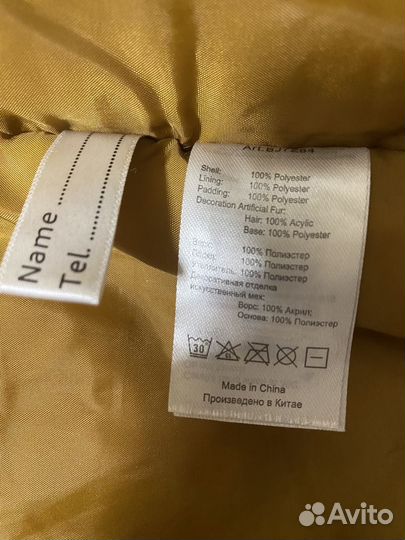 Name ..................
Tel. ..................
Shell: 100% Polyester
Lining: 100% Polyester
Padding: 100% Polyester
Decoration Artificial Fur:
Hair: 100% Acylic
Base: 100% Polyester
100% Полиэстер
100% Полиэстер
100% Полиэстер
Декоративная отделка
искусственный мех:
Ворс: 100% Акрил;
Основа: 100% Полиэстер
30
Made in China
Произведено в Китае
Avito